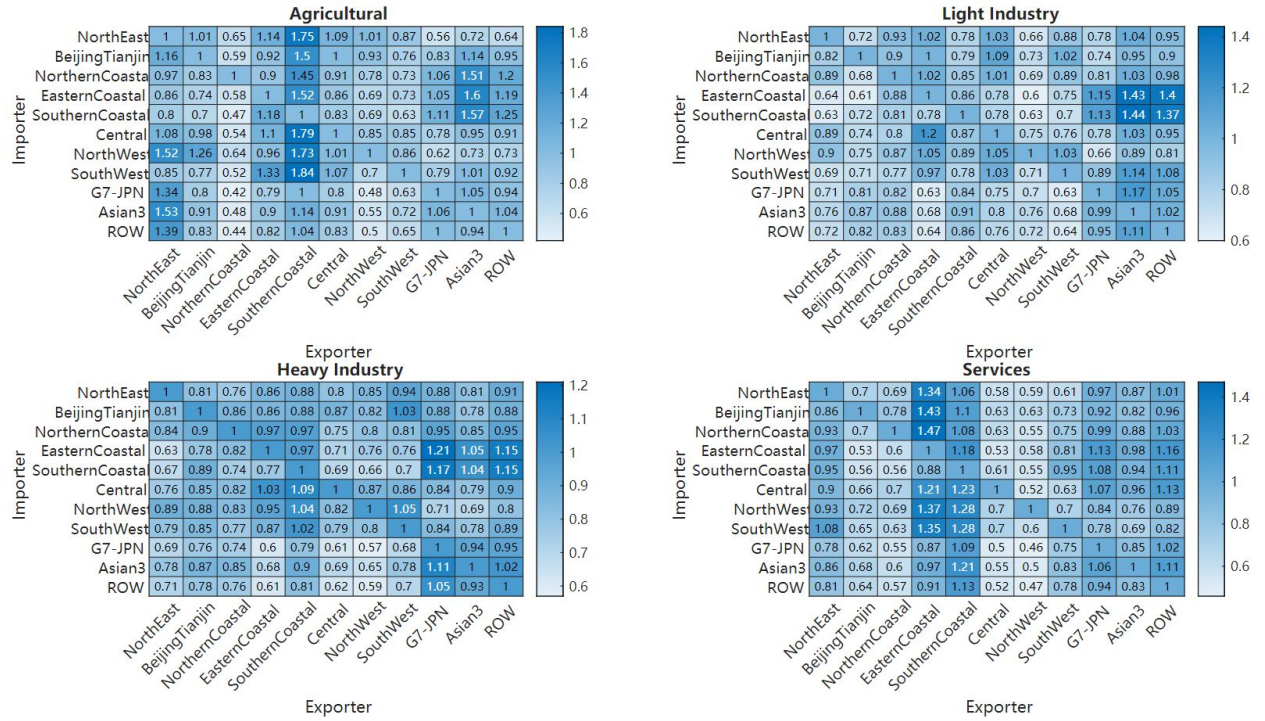 Agricultural
Importer
NorthEast 1 1.01 0.65 1.14 1.75 1.09 1.01 0.87 0.56 0.72 0.64
BeijingTianjin 1.16 1 0.59 0.92 1.5 1 0.93 0.76 0.83 1.14 0.95
NorthernCoasta 0.97 0.83 1 0.9 1.45 0.91 0.78 0.73 1.06 1.51 1.2
EasternCoastal 0.86 0.74 0.58 1 1.52 0.86 0.69 0.73 1.05 1.6 1.19
SouthernCoastal 0.8 0.7 0.47 1.18 1 0.83 0.69 0.63 1.11 1.57 1.25
Central 1.08 0.98 0.54 1.1 1.79 1 0.85 0.85 0.78 0.95 0.91
NorthWest 1.52 1.26 0.64 0.96 1.73 1.01 1 0.86 0.62 0.73 0.73
SouthWest 0.85 0.77 0.52 1.33 1.84 1.07 0.7 1 0.79 1.01 0.92
G7-JPN 1.34 0.8 0.42 0.79 1 0.8 0.48 0.63 1 1.05 0.94
Asian3 1.53 0.91 0.48 0.9 1.14 0.91 0.55 0.72 1.06 1 1.04
ROW 1.39 0.83 0.44 0.82 1.04 0.83 0.5 0.65 1 0.94 1
NorthEast BeijingTianjin NorthernCoastal EasternCoastal SouthernCoastal Central NorthWest SouthWest G7-JPN Asian3 ROW
Exporter
1.8
1.6
1.4
1.2
1
0.8
0.6
Light Industry
Importer
NorthEast 1 0.72 0.93 1.02 0.78 1.03 0.66 0.88 0.78 1.04 0.95
BeijingTianjin 0.82 1 0.9 1 0.79 1.09 0.73 1.02 0.74 0.95 0.9
NorthernCoasta 0.89 0.68 1 1.02 0.85 1.01 0.69 0.89 0.81 1.03 0.98
EasternCoastal 0.64 0.61 0.88 1 0.86 0.78 0.6 0.75 1.15 1.43 1.4
SouthernCoastal 0.63 0.72 0.81 0.78 1 0.78 0.63 0.7 1.13 1.44 1.37
Central 0.89 0.74 0.8 1.2 0.87 1 0.74 0.76 0.78 1.03 0.95
NorthWest 0.9 0.75 0.87 1.05 0.89 1.05 1 1.03 0.66 0.89 0.81
SouthWest 0.69 0.71 0.77 0.97 0.78 1.03 0.71 1 0.89 1.14 1.08
G7-JPN 0.71 0.81 0.82 0.63 0.84 0.75 0.7 0.63 1 1.17 1.05
Asian3 0.76 0.87 0.88 0.68 0.91 0.8 0.76 0.68 0.99 1 1.02
ROW 0.72 0.82 0.83 0.64 0.86 0.76 0.72 0.64 0.95 1.11 1
NorthEast BeijingTianjin NorthernCoastal EasternCoastal SouthernCoastal Central NorthWest SouthWest G7-JPN Asian3 ROW
Exporter
1.4
1.2
1
0.8
0.6
Heavy Industry
Importer
NorthEast 1 0.81 0.76 0.86 0.88 0.8 0.85 0.94 0.88 0.81 0.91
BeijingTianjin 0.81 1 0.86 0.86 0.88 0.87 0.82 1.03 0.88 0.78 0.88
NorthernCoasta 0.84 0.9 1 0.97 0.97 0.75 0.8 0.81 0.95 0.85 0.95
EasternCoastal 0.63 0.78 0.82 1 0.97 0.71 0.76 0.76 1.21 1.05 1.15
SouthernCoastal 0.67 0.89 0.74 0.77 1 0.69 0.66 0.7 1.17 1.04 1.15
Central 0.76 0.85 0.82 1.03 1.09 1 0.87 0.86 0.84 0.79 0.9
NorthWest 0.89 0.88 0.83 0.95 1.04 0.82 1 1.05 0.71 0.69 0.8
SouthWest 0.79 0.85 0.77 0.87 1.02 0.79 0.8 1 0.84 0.78 0.89
G7-JPN 0.69 0.76 0.74 0.6 0.79 0.61 0.57 0.68 1 0.94 0.95
Asian3 0.78 0.87 0.85 0.68 0.9 0.69 0.65 0.78 1.11 1 1.02
ROW 0.71 0.78 0.76 0.61 0.81 0.62 0.59 0.7 1.05 0.93 1
NorthEast BeijingTianjin NorthernCoastal EasternCoastal SouthernCoastal Central NorthWest SouthWest G7-JPN Asian3 ROW
Exporter
1.2
1.1
1
0.9
0.8
0.7
0.6
Services
Importer
NorthEast 1 0.7 0.69 1.34 1.06 0.58 0.59 0.61 0.97 0.87 1.01
BeijingTianjin 0.86 1 0.78 1.43 1.1 0.63 0.63 0.73 0.92 0.82 0.96
NorthernCoasta 0.93 0.7 1 1.47 1.08 0.54 0.55 0.75 0.99 0.88 1.03
EasternCoastal 0.97 0.53 0.6 1 1.18 0.53 0.58 0.81 1.13 0.98 1.16
SouthernCoastal 0.95 0.56 0.56 0.88 1 0.61 0.55 0.95 1.08 0.94 1.11
Central 0.9 0.66 0.7 1.21 1.23 1 0.52 0.63 1.07 0.96 1.13
NorthWest 0.93 0.72 0.69 1.37 1.28 0.7 1 0.7 0.84 0.76 0.89
SouthWest 1.08 0.65 0.63 1.35 1.28 0.7 0.6 1 0.78 0.69 0.82
G7-JPN 0.78 0.62 0.55 0.87 1.09 0.5 0.46 0.75 1 0.85 1.02
Asian3 0.86 0.68 0.6 0.97 1.21 0.55 0.5 0.83 1.06 1 1.11
ROW 0.81 0.64 0.57 0.91 1.13 0.52 0.47 0.78 0.94 0.83 1
NorthEast BeijingTianjin NorthernCoastal EasternCoastal SouthernCoastal Central NorthWest SouthWest G7-JPN Asian3 ROW
Exporter
1.4
1.2
1
0.8
0.6